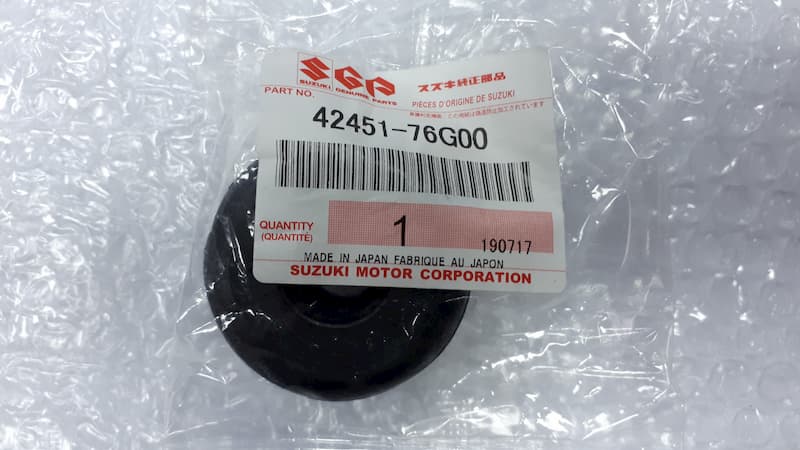 SGP スズキ純正部品
SUZUKI GENUINE PARTS
PART NO. PIÈCES D'ORIGINE DE SUZUKI
42451-76G00
QUANTITY 1
(QUANTITÉ) 190717
MADE IN JAPAN FABRIQUE AU JAPON
SUZUKI MOTOR CORPORATION